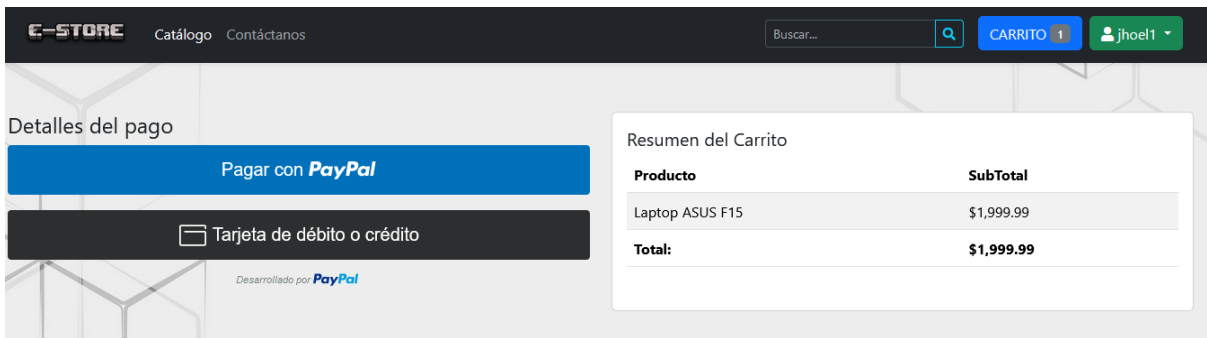 E-STORE Catálogo Contáctanos Buscar... CARRITO 1 jhoel1
Detalles del pago
Pagar con PayPal
Tarjeta de débito o crédito
Desarrollado por PayPal
Resumen del Carrito
Producto SubTotal
Laptop ASUS F15 $1,999.99
Total: $1,999.99